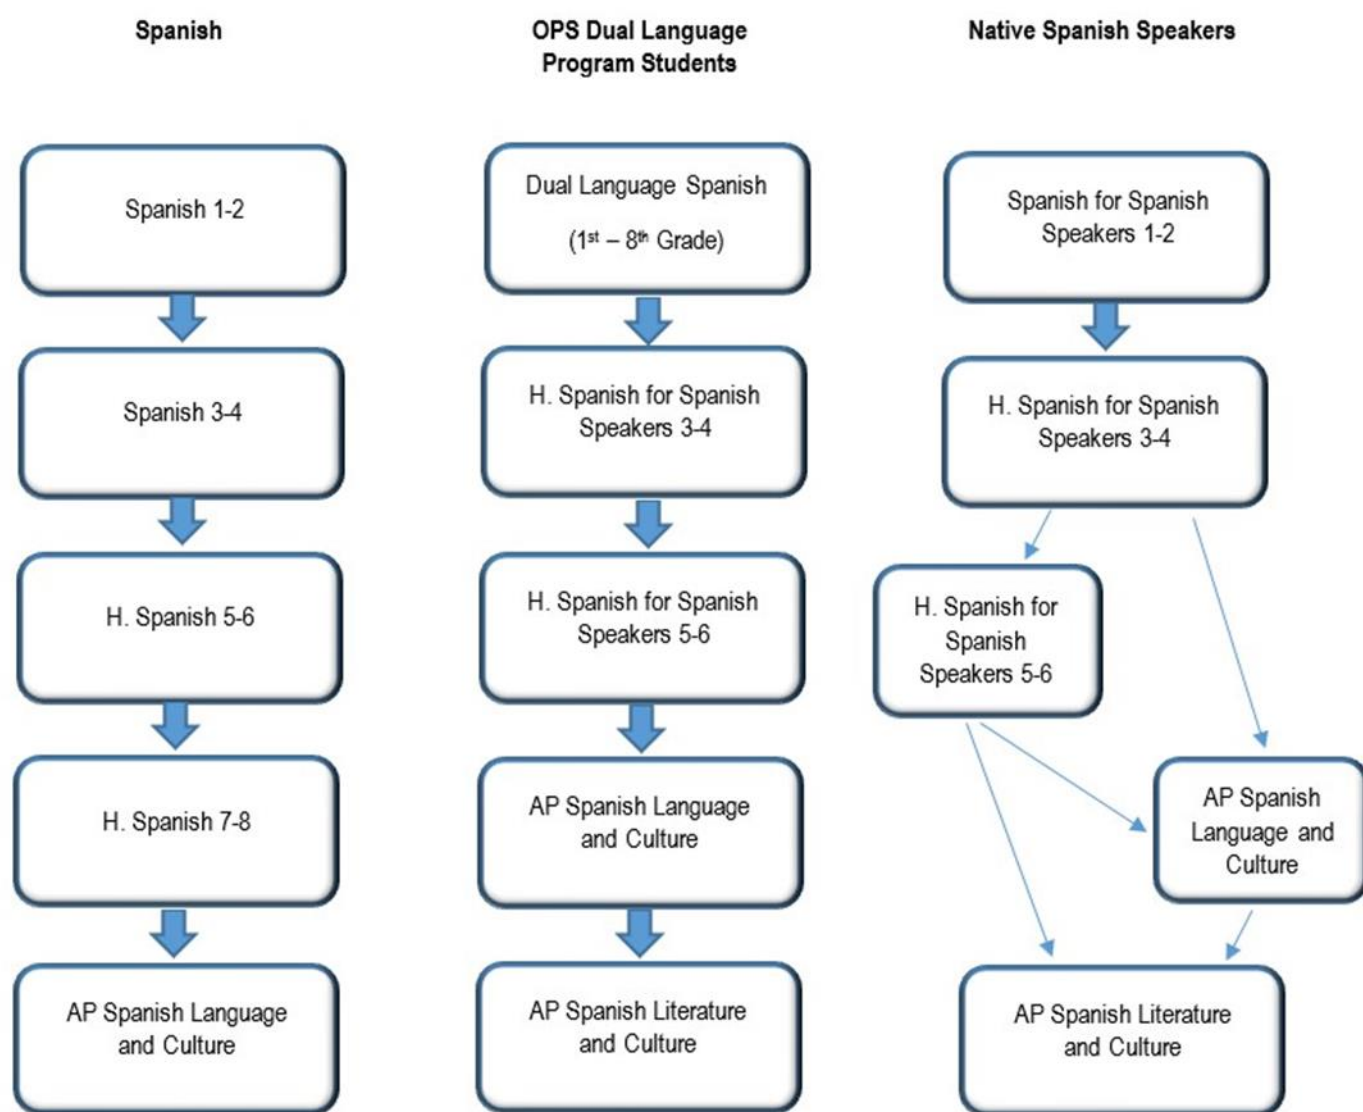 Spanish
Spanish 1-2
Spanish 3-4
H. Spanish 5-6
H. Spanish 7-8
AP Spanish Language
and Culture
OPS Dual Language
Program Students
Dual Language Spanish
(1st – 8th Grade)
H. Spanish for Spanish
Speakers 3-4
H. Spanish for Spanish
Speakers 5-6
AP Spanish Language
and Culture
AP Spanish Literature
and Culture
Native Spanish Speakers
Spanish for Spanish
Speakers 1-2
H. Spanish for Spanish
Speakers 3-4
H. Spanish for
Spanish
Speakers 5-6
AP Spanish
Language and
Culture
AP Spanish Literature
and Culture